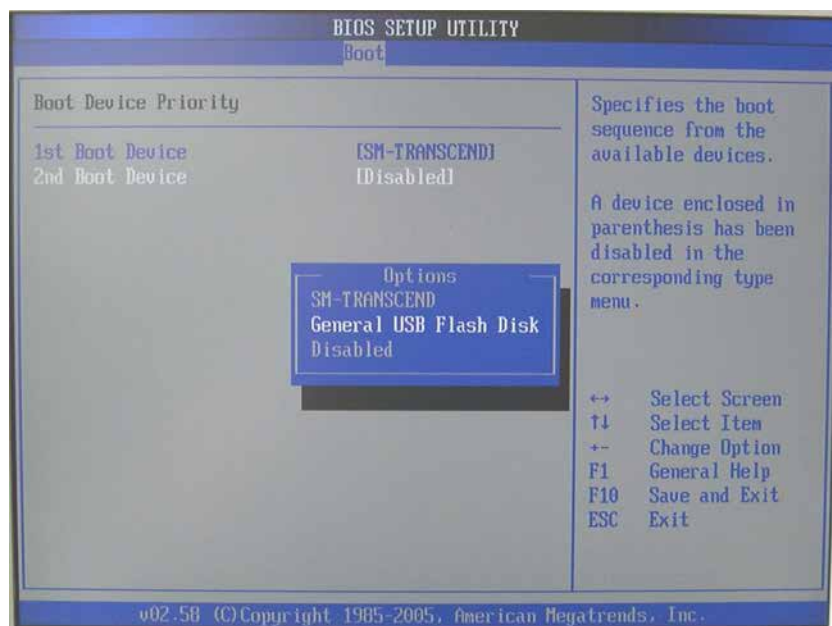 BIOS SETUP UTILITY
Boot
Boot Device Priority
1st Boot Device [SM-TRANSCEND]
2nd Boot Device [Disabled]
Options
SM-TRANSCEND
General USB Flash Disk
Disabled
Specifies the boot
sequence from the
available devices.
A device enclosed in
parenthesis has been
disabled in the
corresponding type
menu.
↔ Select Screen
↑↓ Select Item
+- Change Option
F1 General Help
F10 Save and Exit
ESC Exit
v02.58 (C)Copyright 1985-2005, American Megatrends, Inc.